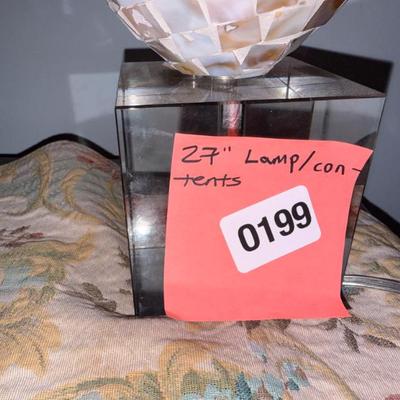 27" Lamp/con-
tents
0199